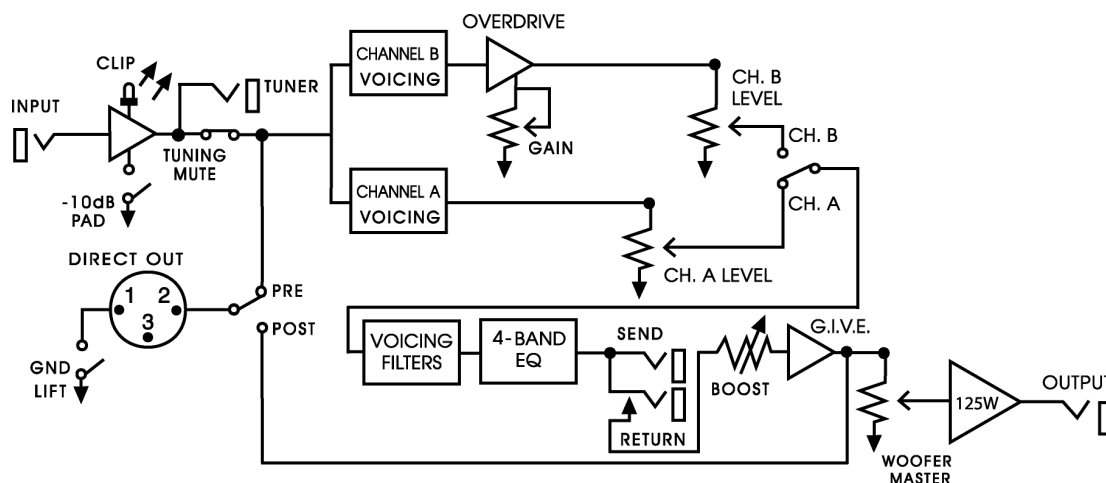 OVERDRIVE
CLIP
INPUT
TUNER
TUNING
MUTE
-10dB
PAD
CHANNEL B
VOICING
GAIN
CH. B
LEVEL
CH. B
CHANNEL A
VOICING
CH. A
CH. A LEVEL
DIRECT OUT
1
2
3
PRE
POST
GND
LIFT
VOICING
FILTERS
4-BAND
EQ
SEND
RETURN
BOOST
G.I.V.E.
WOOFER
MASTER
125W
OUTPUT